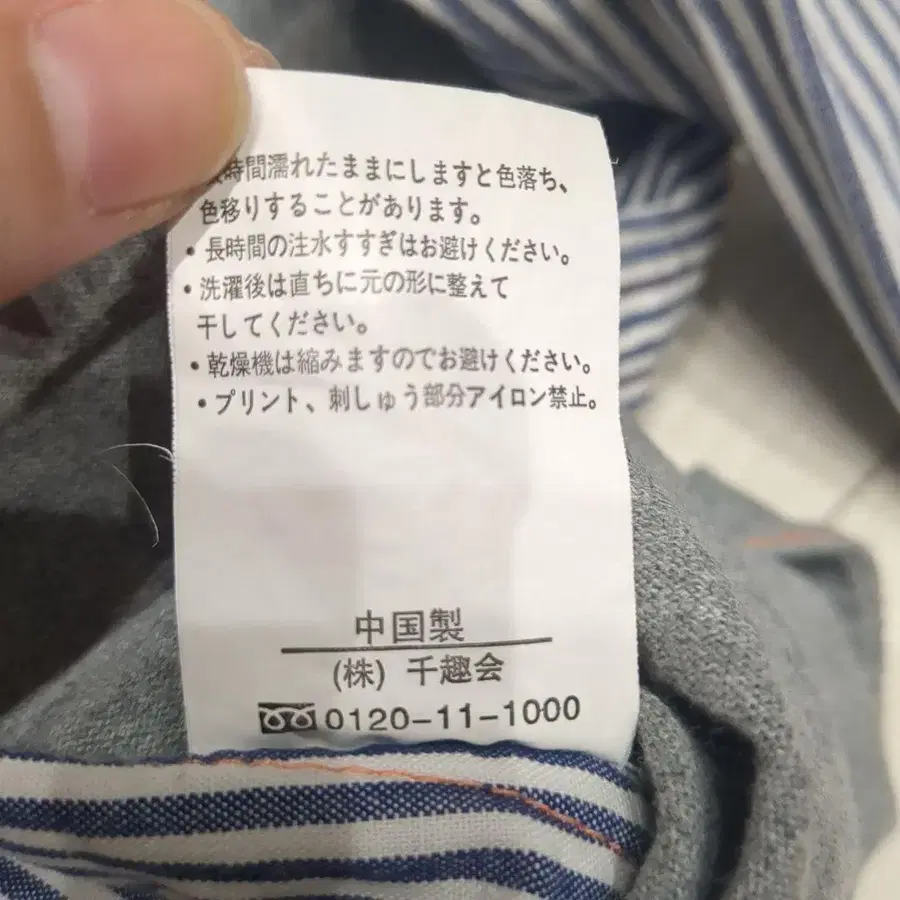 時間濡れたままにしますと色落ち、
色移りすることがあります。
・長時間の注水すすぎはお避けください。
・洗濯後は直ちに元の形に整えて
干してください。
・乾燥機は縮みますのでお避けください。
・プリント、刺しゅう部分アイロン禁止。
中国製
(株) 千趣会
0120-11-1000